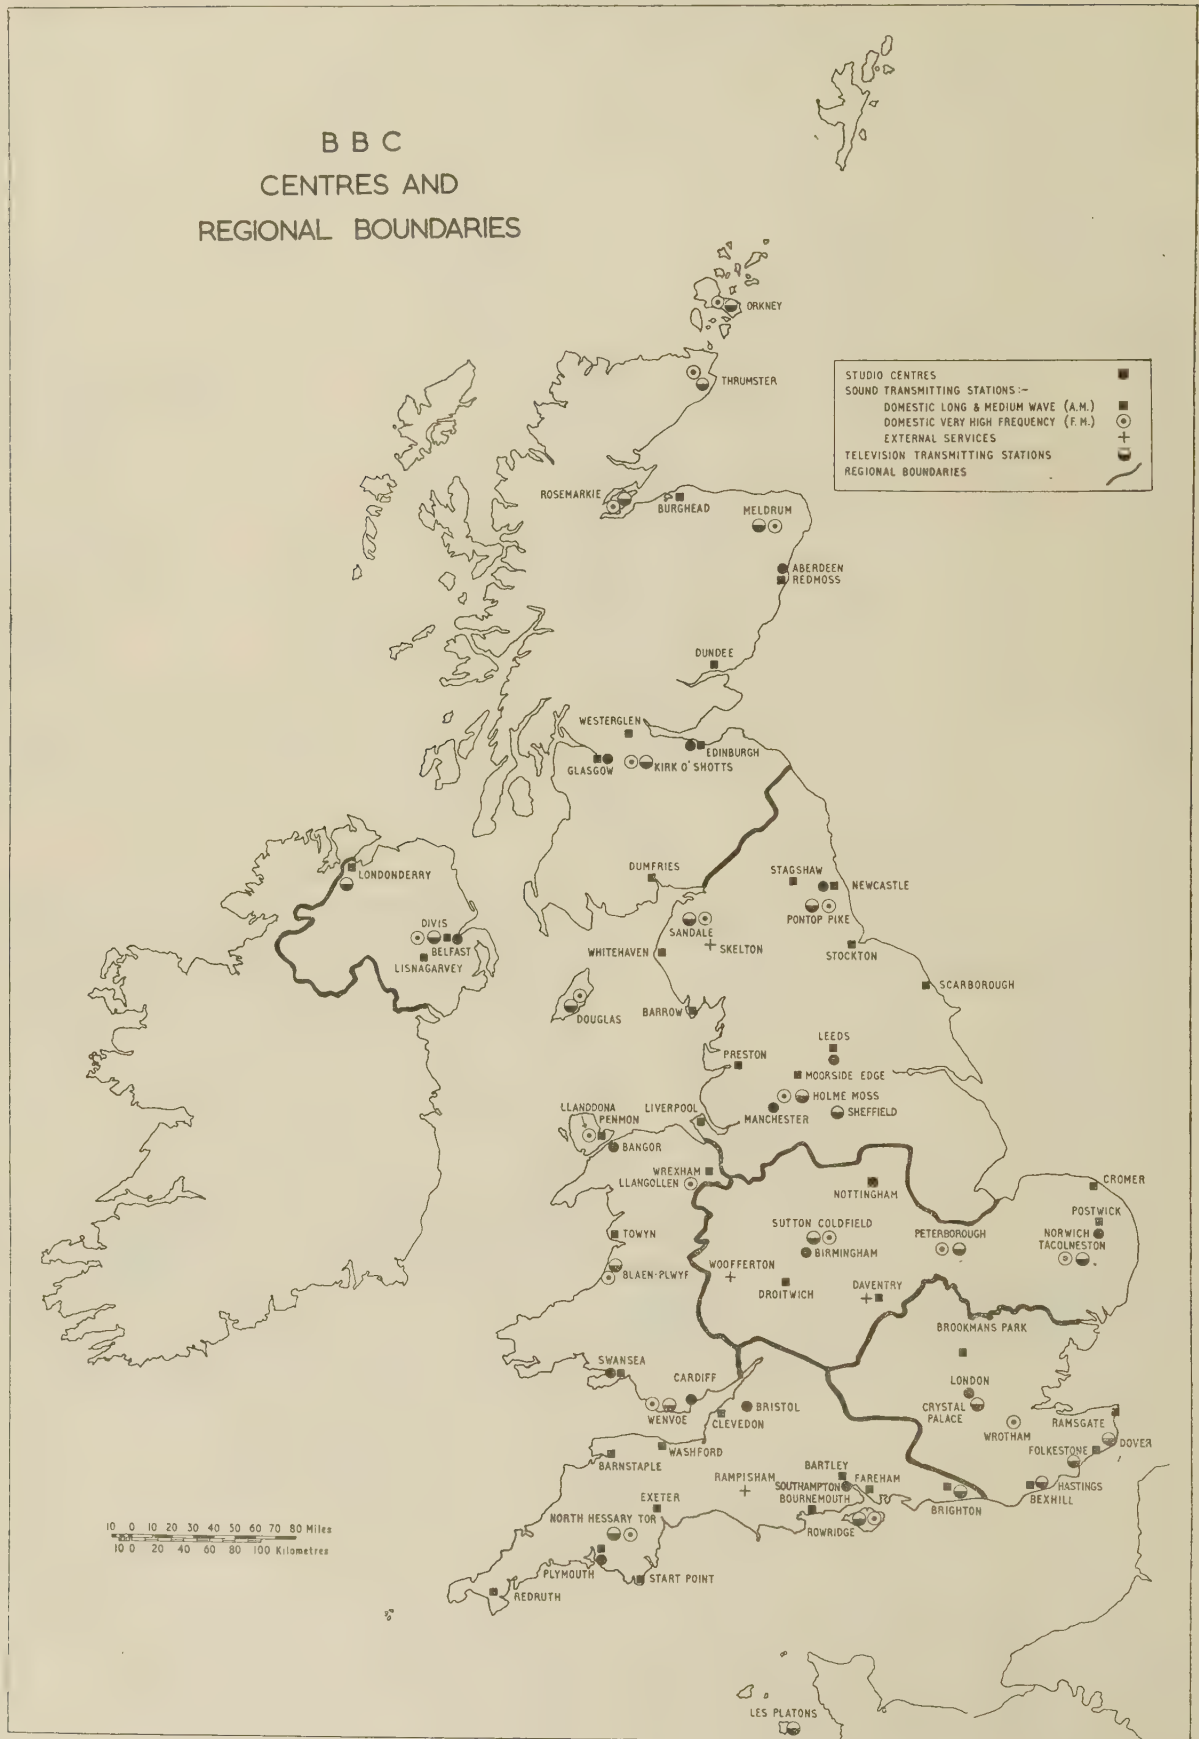 B B C
CENTRES AND
REGIONAL BOUNDARIES
ORKNEY
THRUMSTER
STUDIO CENTRES
SOUND TRANSMITTING STATIONS:-
DOMESTIC LONG & MEDIUM WAVE (A.M.)
DOMESTIC VERY HIGH FREQUENCY (F.M.)
EXTERNAL SERVICES
TELEVISION TRANSMITTING STATIONS
REGIONAL BOUNDARIES
ROSEMARKIE
BURGHEAD
MELDRUM
ABERDEEN
REDMOSS
DUNDEE
WESTERGLEN
EDINBURGH
GLASGOW
KIRK O' SHOTTS
DUMFRIES
STAGSHAW
NEWCASTLE
LONDONDERRY
PONTOP PIKE
DIVIS
BELFAST
LISNAGARVEY
SANDALE
SKELTON
WHITEHAVEN
STOCKTON
SCARBOROUGH
DOUGLAS
BARROW
LEEDS
PRESTON
MOORSIDE EDGE
HOLME MOSS
LLANDDONA
PENMON
LIVERPOOL
MANCHESTER
SHEFFIELD
BANGOR
WREXHAM
LLANGOLLEN
NOTTINGHAM
CROMER
POSTWICK
NORWICH
TACOLNESTON
TOWYN
SUTTON COLDFIELD
BIRMINGHAM
PETERBOROUGH
BLAEN-PLWYF
WOOFFERTON
DROITWICH
DAVENTRY
BROOKMANS PARK
SWANSEA
CARDIFF
LONDON
WENVOE
CLEVEDON
BRISTOL
CRYSTAL
PALACE
WROTHAM
RAMSGATE
DOVER
FOLKESTONE
BARNSTAPLE
WASHFORD
RAMPISHAM
BARTLEY
SOUTHAMPTON
FAREHAM
BOURNEMOUTH
HASTINGS
BEXHILL
BRIGHTON
EXETER
NORTH HESSARY TOR
ROWRIDGE
10 0 10 20 30 40 50 60 70 80 Miles
10 0 20 40 60 80 100 Kilometres
PLYMOUTH
START POINT
REDRUTH
LES PLATONS